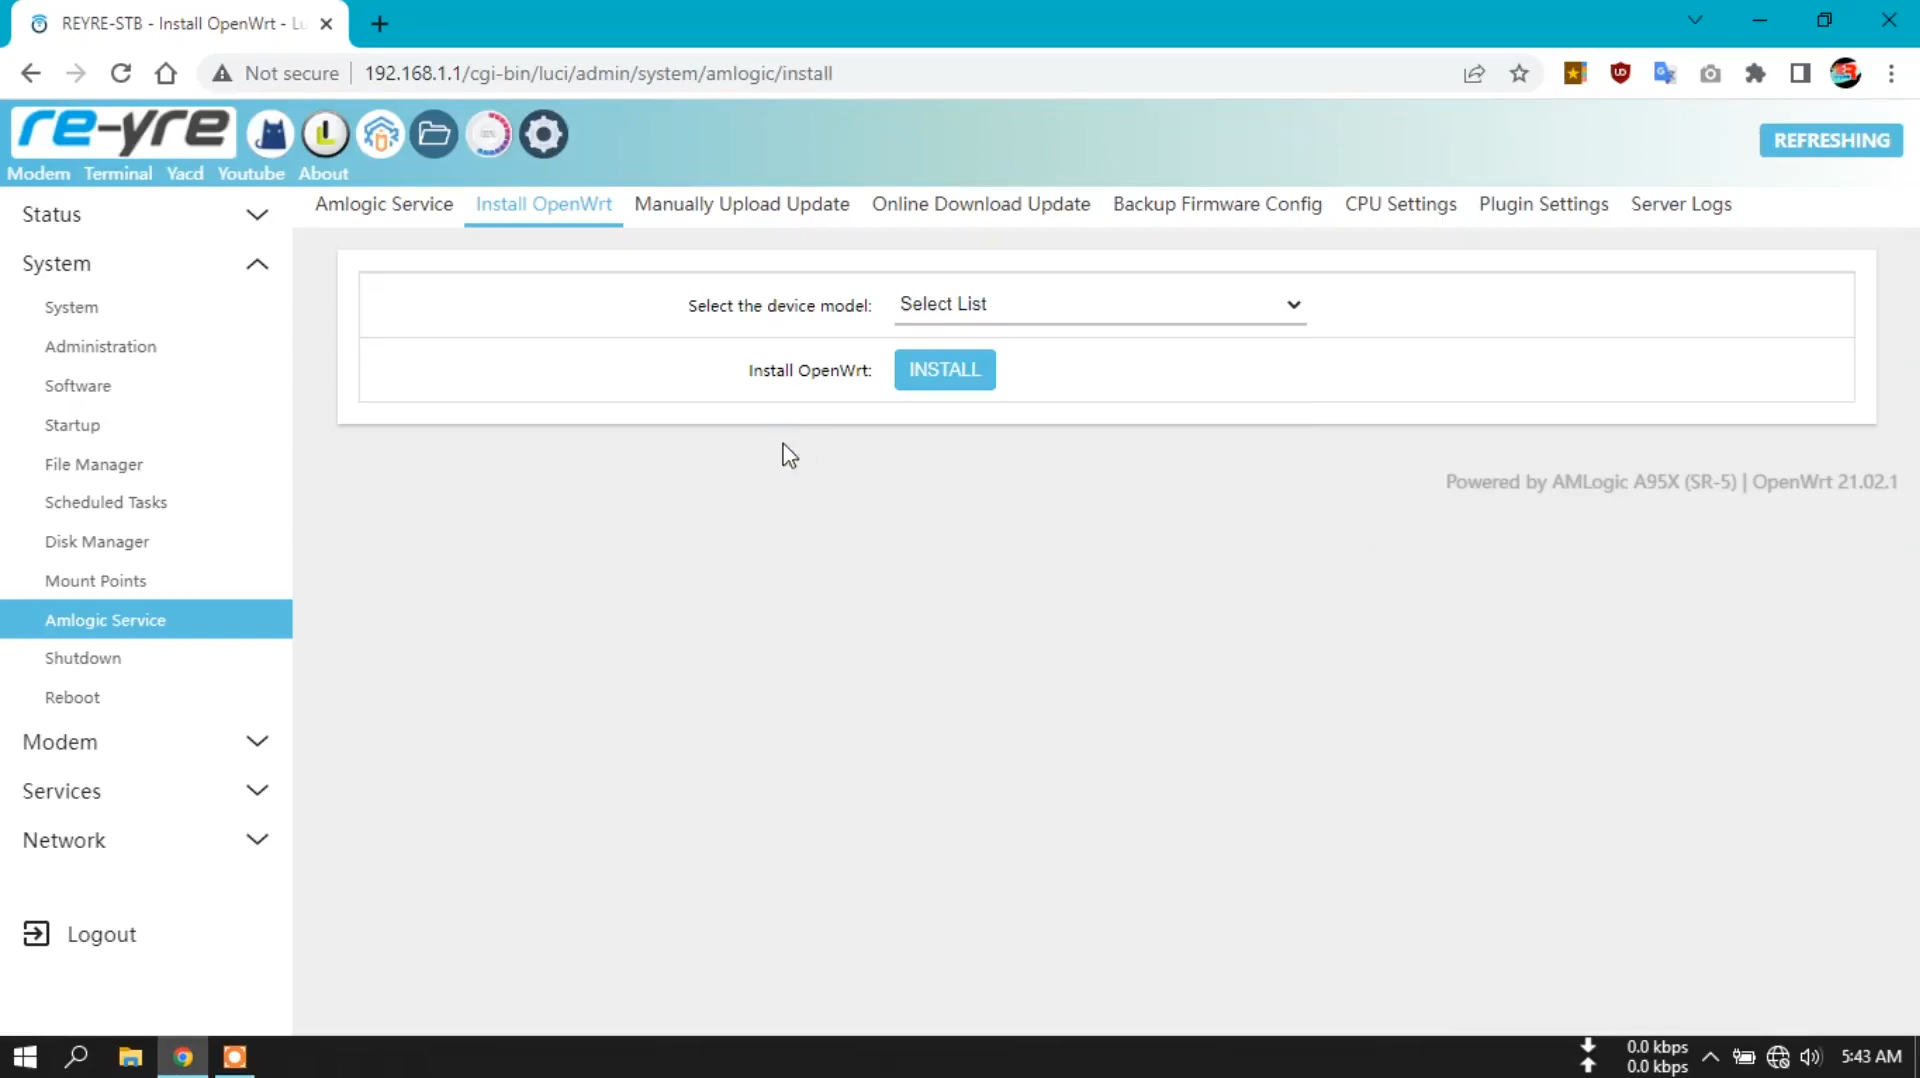 REYRE-STB - Install OpenWrt - Lu
Not secure
192.168.1.1/cgi-bin/luci/admin/system/amlogic/install
re-yre
REFRESHING
Modem Terminal Yacd Youtube About
Status
System
System
Administration
Software
Startup
File Manager
Scheduled Tasks
Disk Manager
Mount Points
Amlogic Service
Shutdown
Reboot
Modem
Services
Network
Logout
Amlogic Service Install OpenWrt Manually Upload Update Online Download Update Backup Firmware Config CPU Settings Plugin Settings Server Logs
Select the device model: Select List
Install OpenWrt: INSTALL
Powered by AMLogic A95X (SR-5) | OpenWrt 21.02.1
0.0 kbps
0.0 kbps
5:43 AM